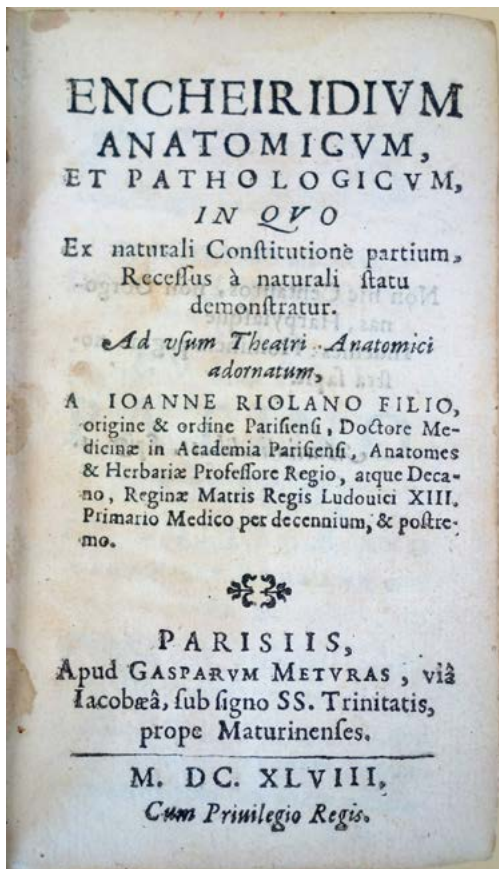 ENCHEIRIDIVM
ANATOMICVM,
ET PATHOLOGICVM,
IN QVO
Ex naturali Conſtitutione partium,
Receſſus à naturali ſtatu
demonſtratur.
Ad vſum Theatri Anatomici
adornatum,
A IOANNE RIOLANO FILIO,
origine & ordine Pariſienſi, Doctore Me-
dicinæ in Academia Pariſienſi, Anatomes
& Herbariæ Profeſſore Regio, atque Deca-
no, Reginæ Matris Regis Ludouici XIII.
Primario Medico per decennium, & poſtre-
mo.
PARISIIS,
Apud GASPARVM METVRAS, viâ
Iacobæâ, ſub ſigno SS. Trinitatis,
prope Maturinenſes.
M. DC. XLVIII,
Cum Priuilegio Regis.